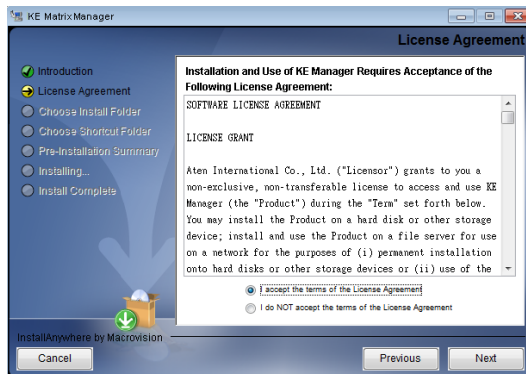 KE MatrixManager
License Agreement
Introduction
License Agreement
Choose Install Folder
Choose Shortcut Folder
Pre-Installation Summary
Installing...
Install Complete
Installation and Use of KE Manager Requires Acceptance of the
Following License Agreement:
SOFTWARE LICENSE AGREEMENT
LICENSE GRANT
Aten International Co., Ltd. ("Licensor") grants to you a
non-exclusive, non-transferable license to access and use KE
Manager (the "Product") during the "Term" set forth below.
You may install the Product on a hard disk or other storage
device; install and use the Product on a file server for use
on a network for the purposes of (i) permanent installation
onto hard disks or other storage devices or (ii) use of the
I accept the terms of the License Agreement
I do NOT accept the terms of the License Agreement
InstallAnywhere by Macrovision
Cancel
Previous
Next